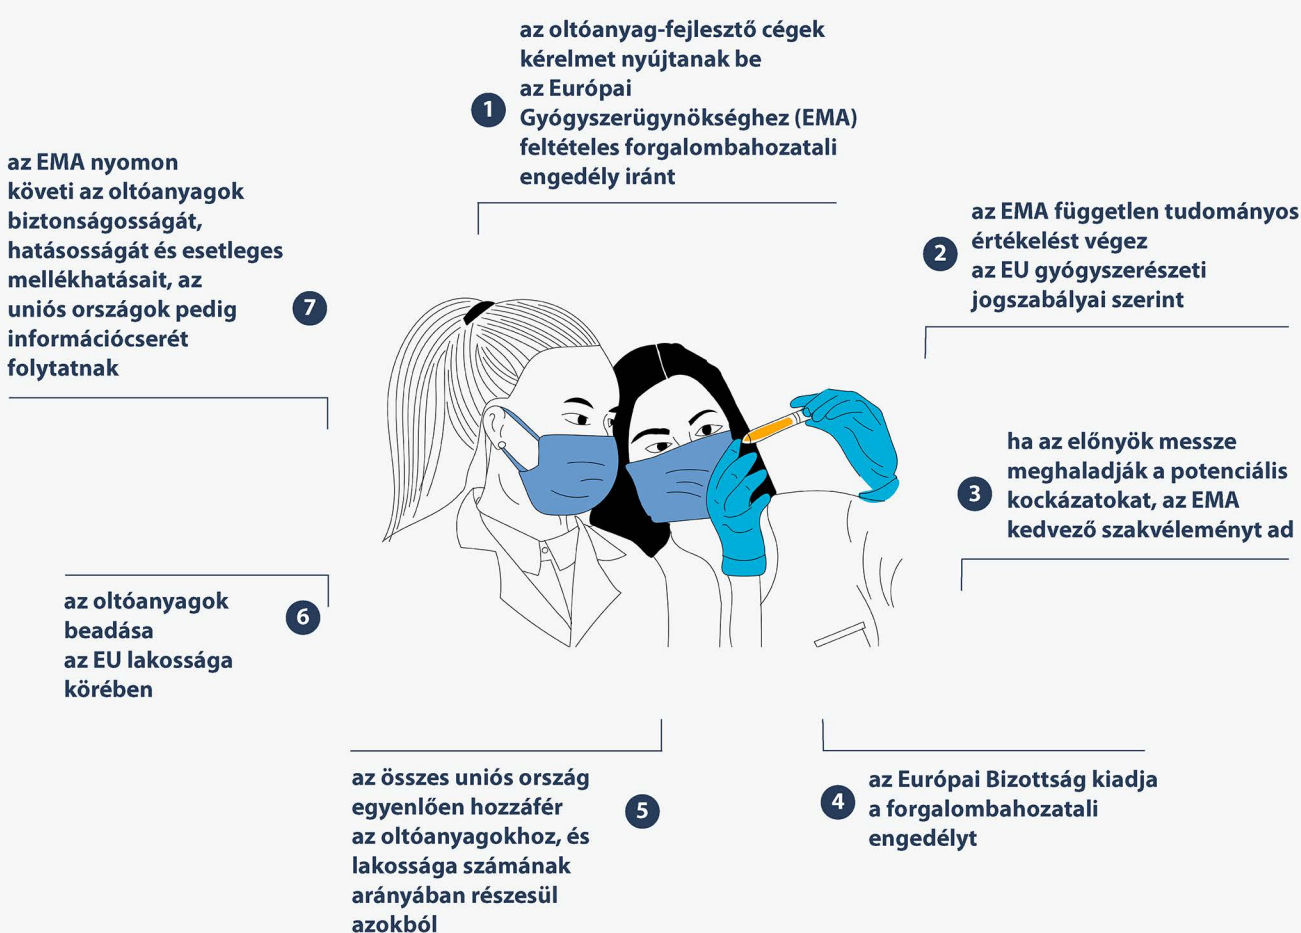 1
az oltóanyag-fejlesztő cégek
kérelmet nyújtanak be
az Európai
Gyógyszerügynökséghez (EMA)
feltételes forgalombahozatali
engedély iránt
2
az EMA független tudományos
értékelést végez
az EU gyógyszerészeti
jogszabályai szerint
3
ha az előnyök messze
meghaladják a potenciális
kockázatokat, az EMA
kedvező szakvéleményt ad
4
az Európai Bizottság kiadja
a forgalombahozatali
engedélyt
5
az összes uniós ország
egyenlően hozzáfér
az oltóanyagokhoz, és
lakossága számának
arányában részesül
azokból
6
az oltóanyagok
beadása
az EU lakossága
körében
7
az EMA nyomon
követi az oltóanyagok
biztonságosságát,
hatásosságát és esetleges
mellékhatásait, az
uniós országok pedig
információcserét
folytatnak